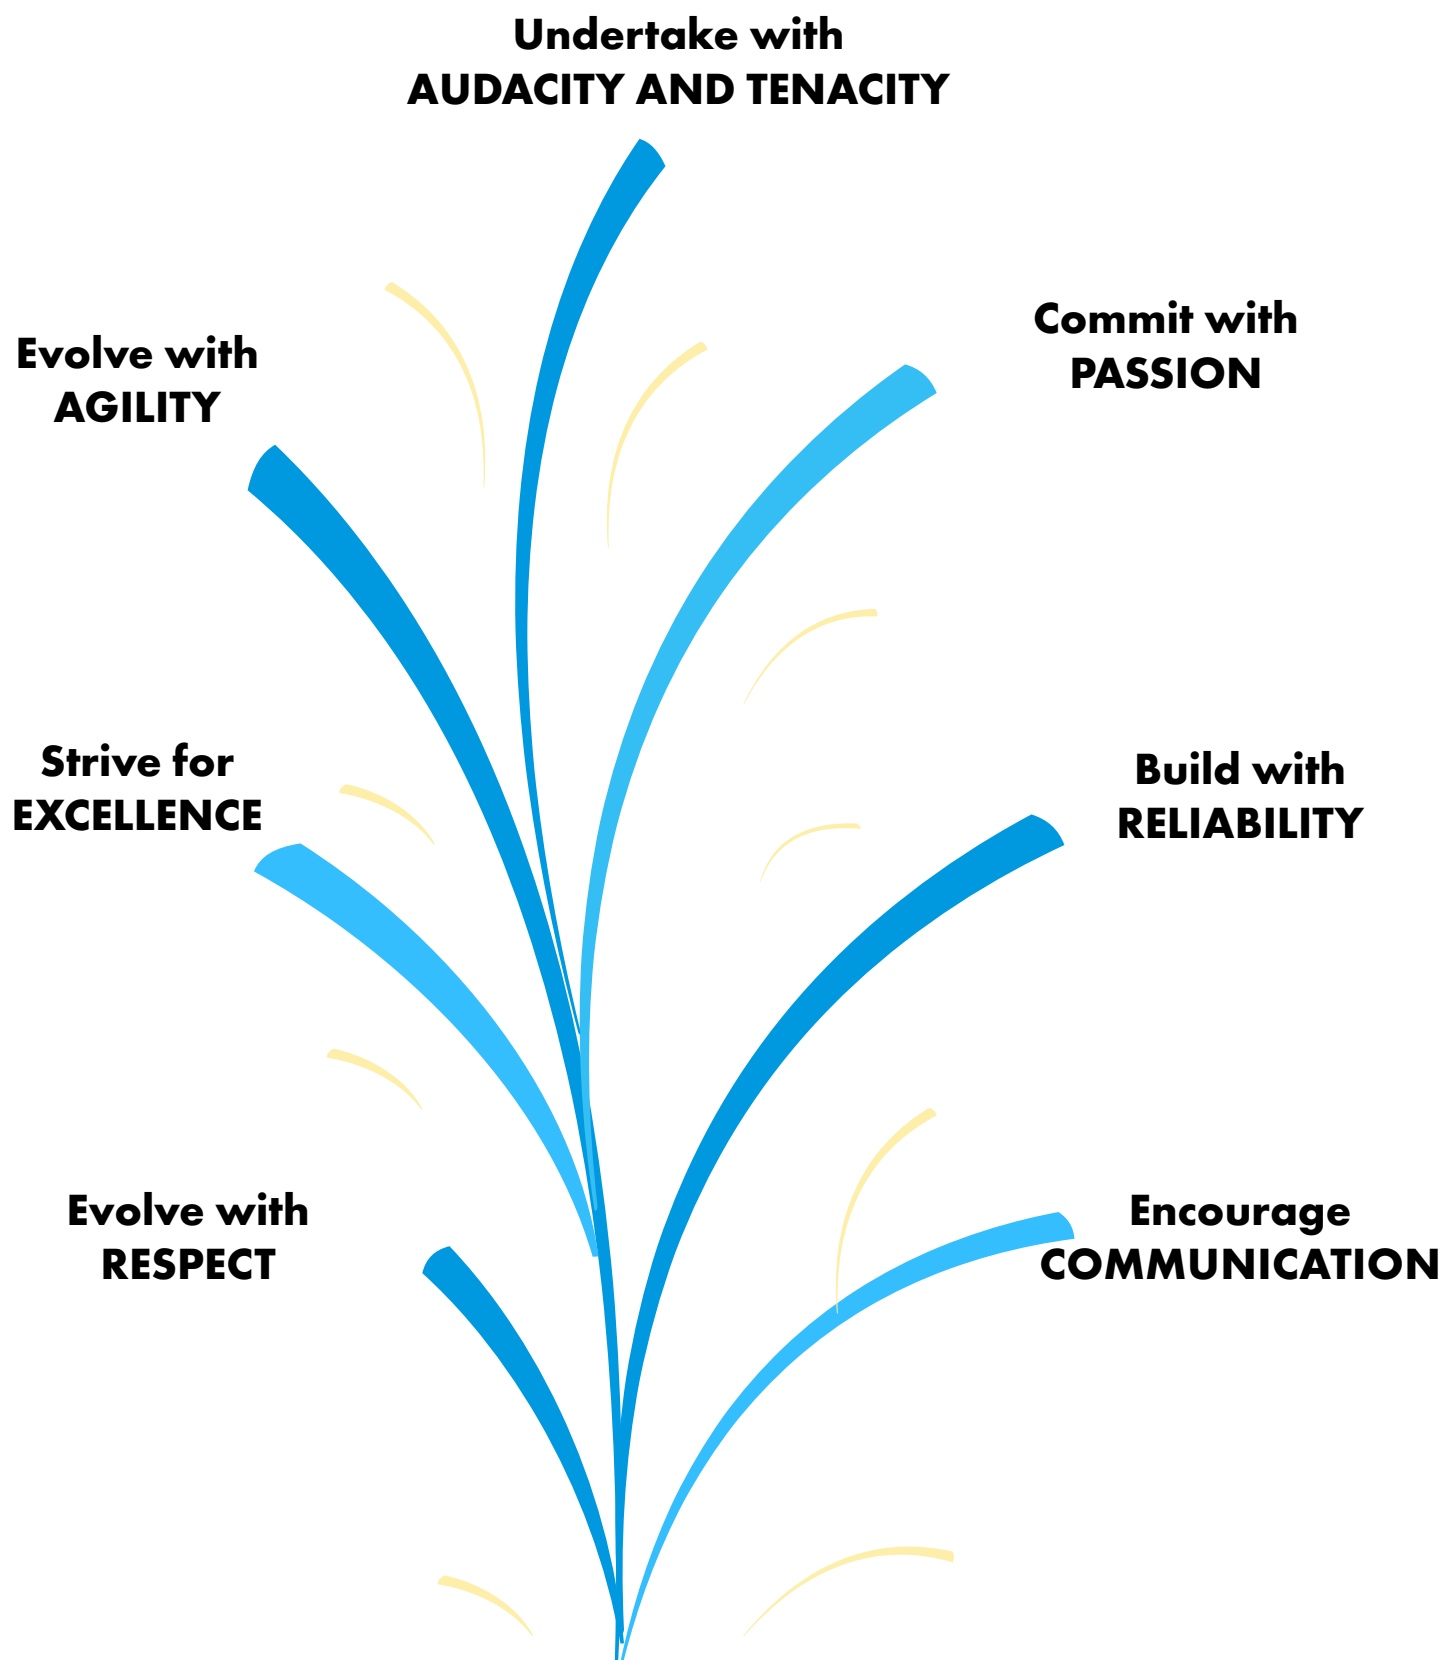 Undertake with
AUDACITY AND TENACITY
Commit with
PASSION
Evolve with
AGILITY
Strive for
EXCELLENCE
Build with
RELIABILITY
Evolve with
RESPECT
Encourage
COMMUNICATION